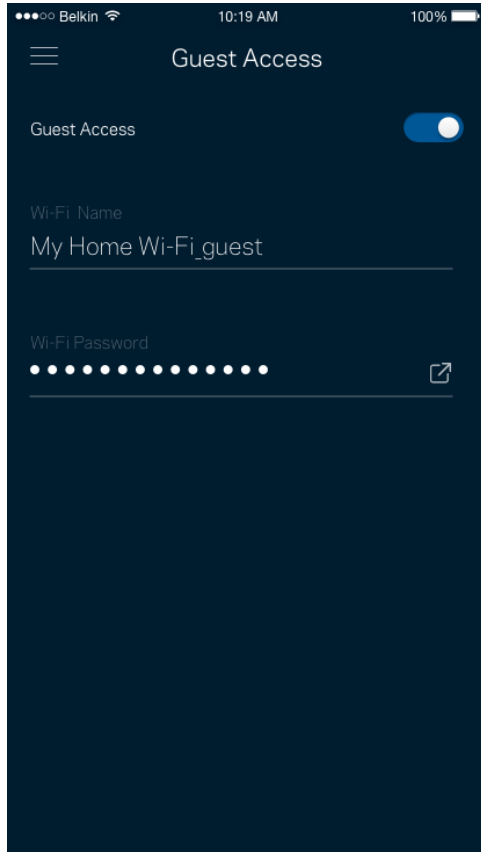 ●●●○○ Belkin 10:19 AM 100%
Guest Access
Guest Access
Wi-Fi Name
My Home Wi-Fi_guest
Wi-Fi Password
●●●●●●●●●●●●●●